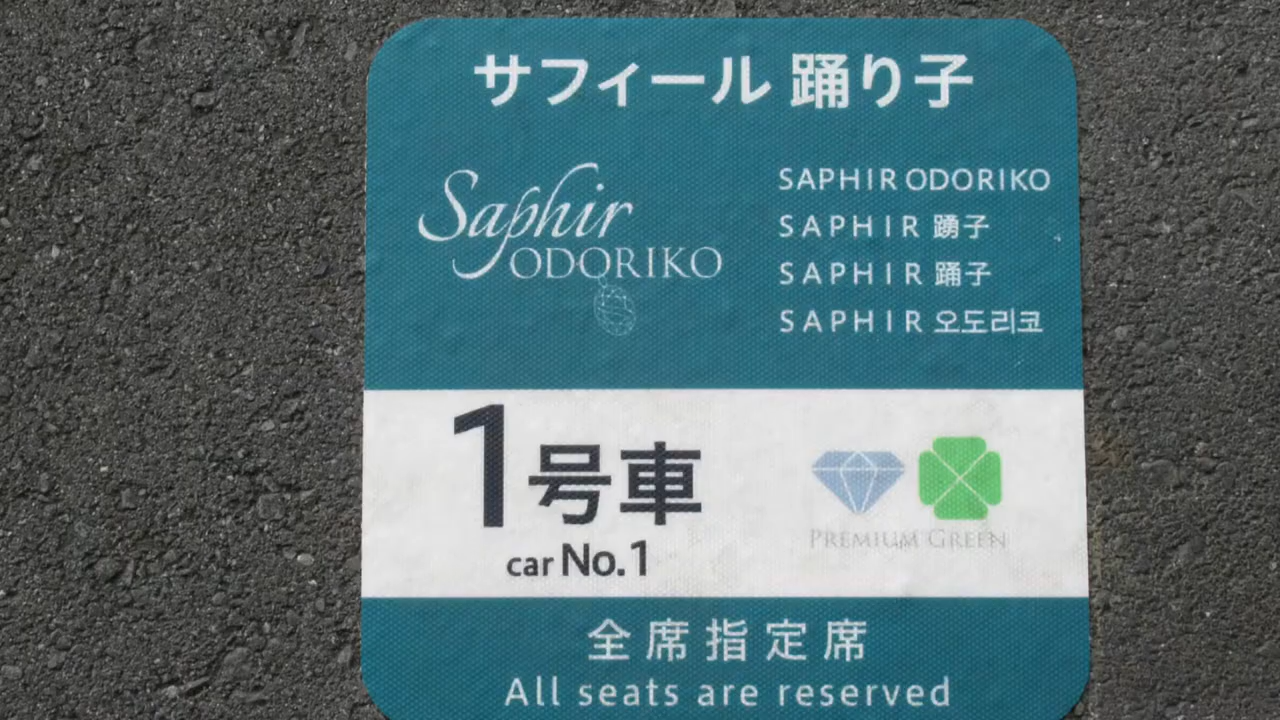 サフィール 踊り子
Saphir
ODORIKO
SAPHIR ODORIKO
SAPHIR 踴子
SAPHIR 踊子
SAPHIR 오도리코
1号車
car No.1
PREMIUM GREEN
全席指定席
All seats are reserved